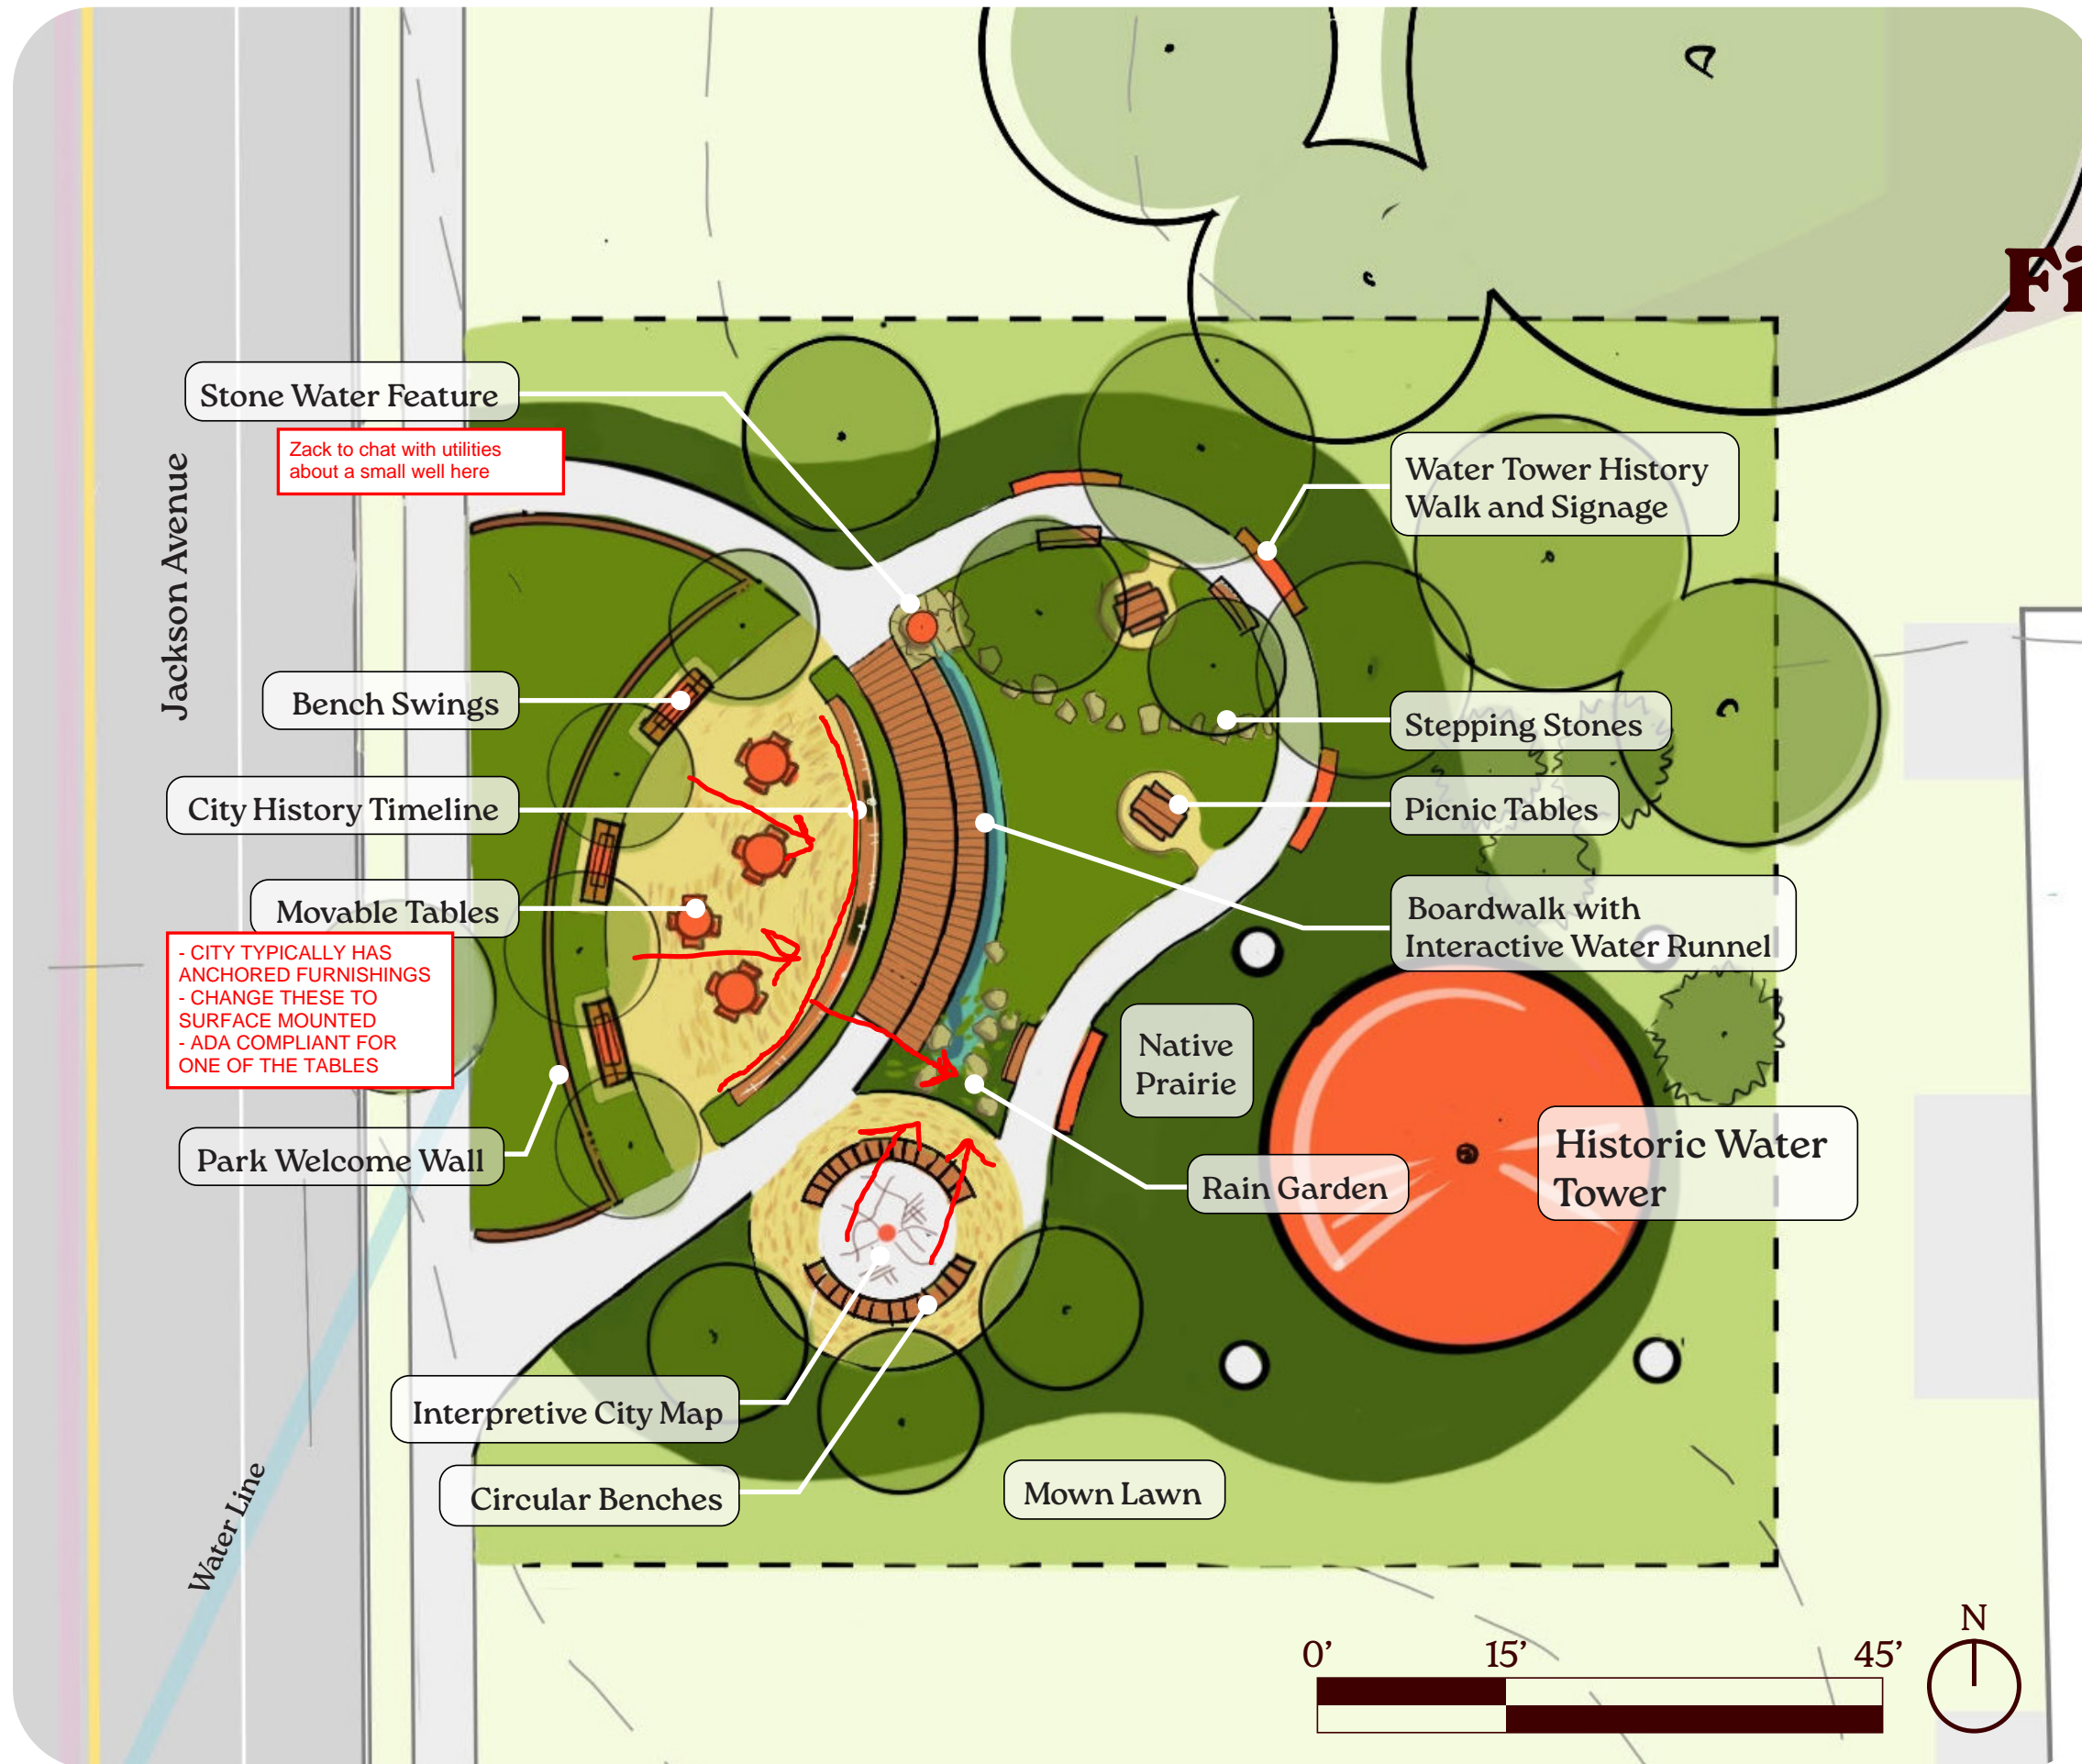 Fi
Stone Water Feature
Zack to chat with utilities
about a small well here
Water Tower History
Walk and Signage
Jackson Avenue
Bench Swings
Stepping Stones
City History Timeline
Picnic Tables
Movable Tables
Boardwalk with
Interactive Water Runnel
- CITY TYPICALLY HAS
ANCHORED FURNISHINGS
- CHANGE THESE TO
SURFACE MOUNTED
- ADA COMPLIANT FOR
ONE OF THE TABLES
Native
Prairie
Park Welcome Wall
Rain Garden
Historic Water
Tower
Interpretive City Map
Circular Benches
Mown Lawn
Water Line
N
0’ 15’ 45’